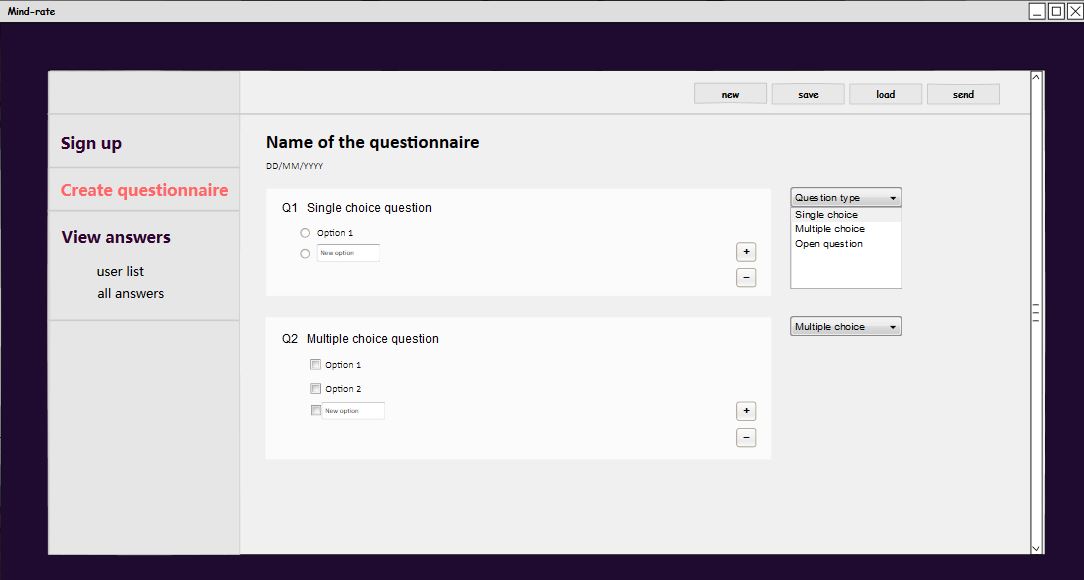 Mind-rate
new save load send
Sign up
Create questionnaire
View answers
user list
all answers
Name of the questionnaire
DD/MM/YYYY
Q1 Single choice question
Option 1
New option
+
−
Question type
Single choice
Multiple choice
Open question
Q2 Multiple choice question
Option 1
Option 2
New option
+
−
Multiple choice